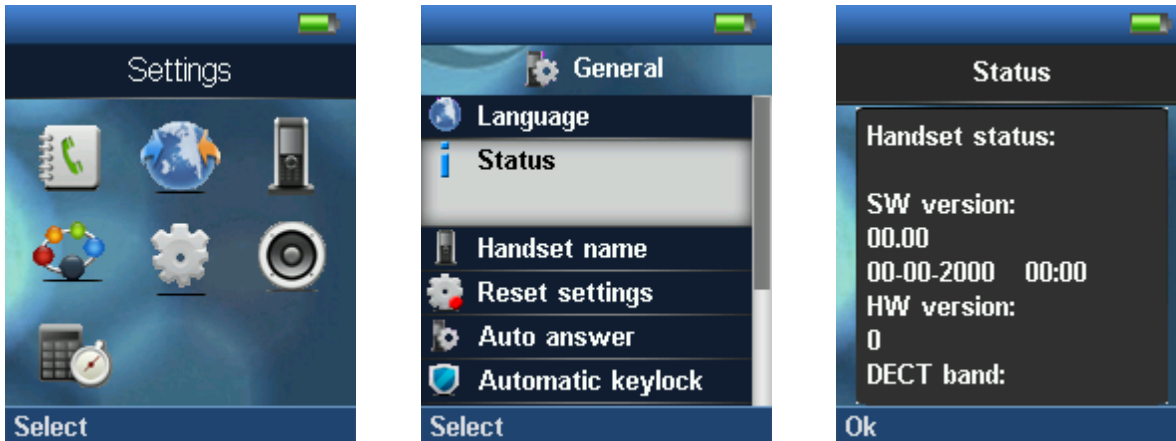 Settings
Select
General
Language
Status
Handset name
Reset settings
Auto answer
Automatic keylock
Select
Status
Handset status:
SW version:
00.00
00-00-2000 00:00
HW version:
0
DECT band:
Ok